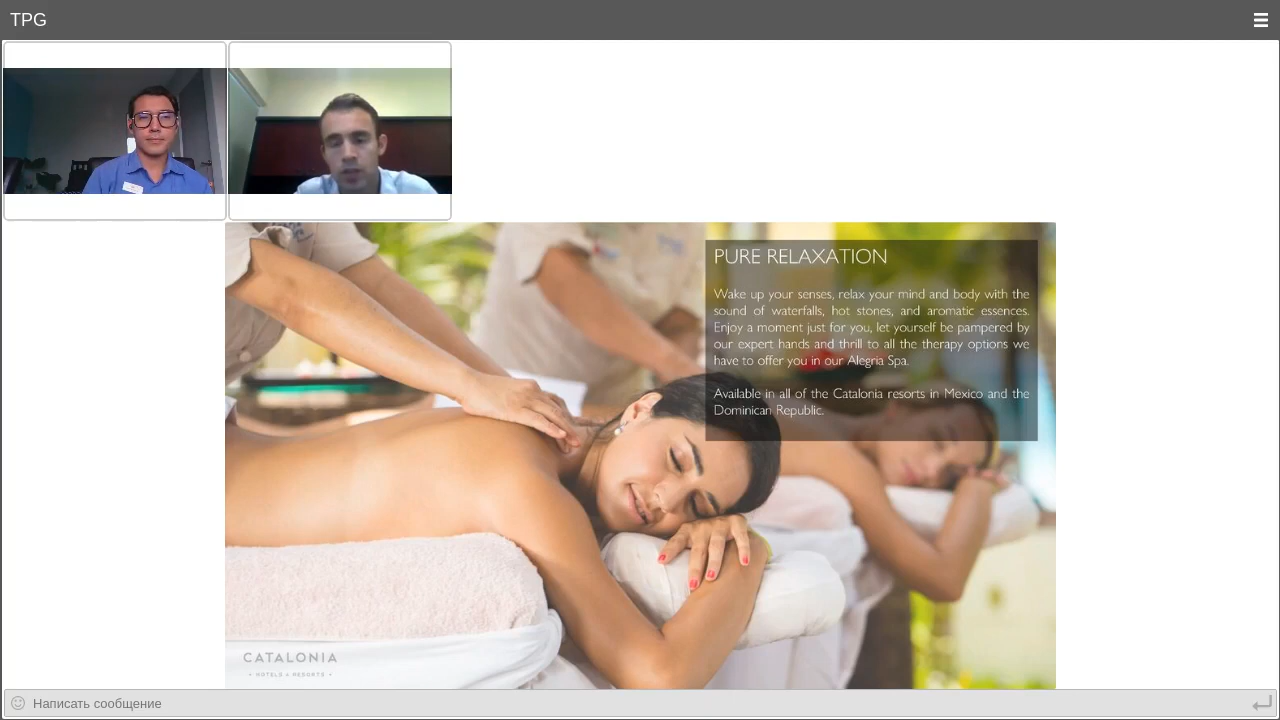 TPG
PURE RELAXATION
Wake up your senses, relax your mind and body with the
sound of waterfalls, hot stones, and aromatic essences.
Enjoy a moment just for you, let yourself be pampered by
our expert hands and thrill to all the therapy options we
have to offer you in our Alegria Spa.
Available in all of the Catalonia resorts in Mexico and the
Dominican Republic.
CATALONIA
HOTELS & RESORTS
Написать сообщение